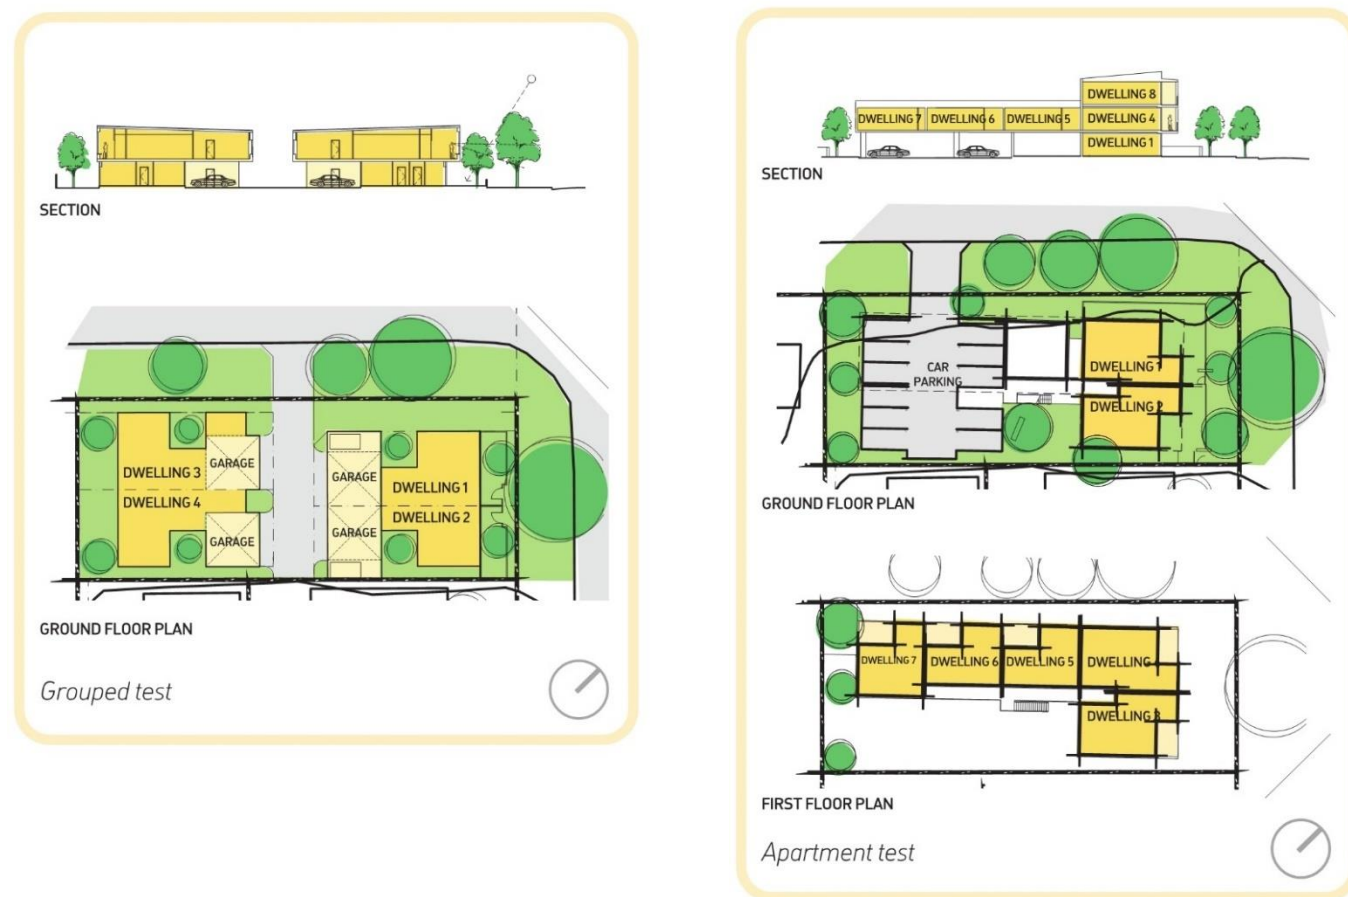 SECTION
DWELLING 3
DWELLING 4
GARAGE
GARAGE
GARAGE
GARAGE
DWELLING 1
DWELLING 2
GROUND FLOOR PLAN
Grouped test
DWELLING 8
DWELLING 7
DWELLING 6
DWELLING 5
DWELLING 4
DWELLING 1
SECTION
CAR
PARKING
DWELLING 1
DWELLING 2
GROUND FLOOR PLAN
DWELLING 7
DWELLING 6
DWELLING 5
DWELLING
DWELLING 3
FIRST FLOOR PLAN
Apartment test